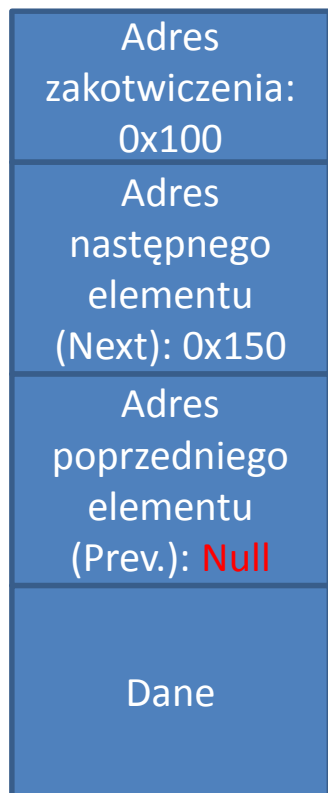 Adres
zakotwiczenia:
0x100
Adres
następnego
elementu
(Next): 0x150
Adres
poprzedniego
elementu
(Prev.): Null
Dane